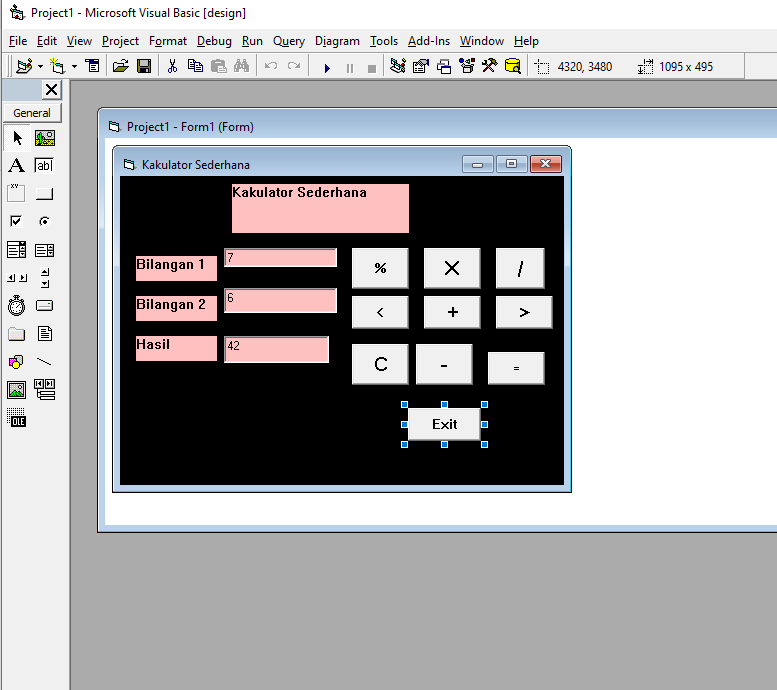 Project1 - Microsoft Visual Basic [design]
File Edit View Project Format Debug Run Query Diagram Tools Add-Ins Window Help
4320, 3480 1095 x 495
General
Project1 - Form1 (Form)
A ab|
xy
Kakulator Sederhana
Kakulator Sederhana
Bilangan 1 7 % X /
Bilangan 2 6 < + >
Hasil 42 C - =
OLE
Exit